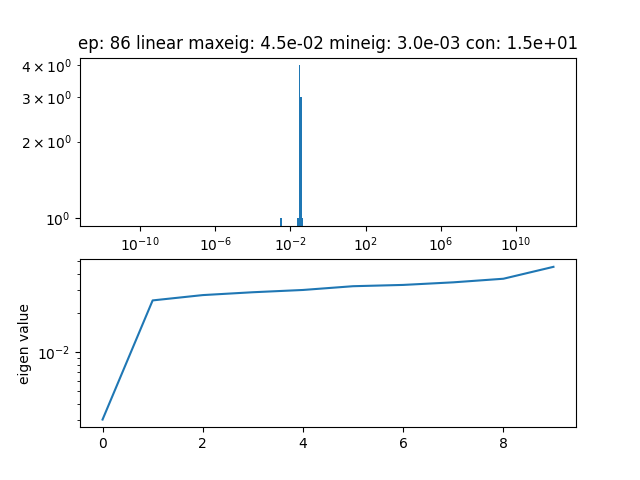 ep: 86 linear maxeig: 4.5e-02 mineig: 3.0e-03 con: 1.5e+01
4 × 10⁰
3 × 10⁰
2 × 10⁰
10⁰
10⁻¹⁰ 10⁻⁶ 10⁻² 10² 10⁶ 10¹⁰
eigen value
10⁻²
0 2 4 6 8